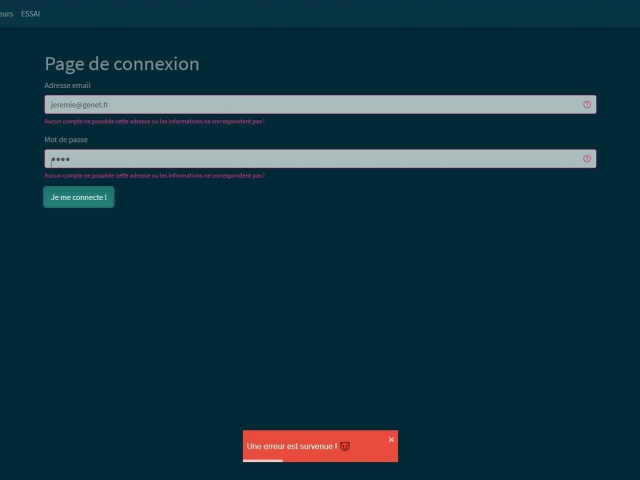 eurs ESSAI
Page de connexion
Adresse email
jeremie@genet.fr
Aucun compte ne possède cette adresse ou les informations ne correspondent pas !
Mot de passe
Aucun compte ne possède cette adresse ou les informations ne correspondent pas !
Je me connecte !
Une erreur est survenue ! 😈